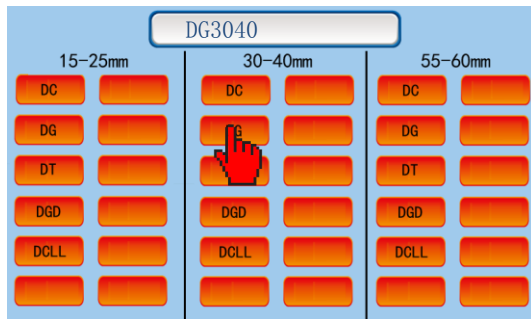 DG3040
15-25mm 30-40mm 55-60mm
DC DC DC
DG G DG
DT DT
DGD DGD DGD
DCLL DCLL DCLL